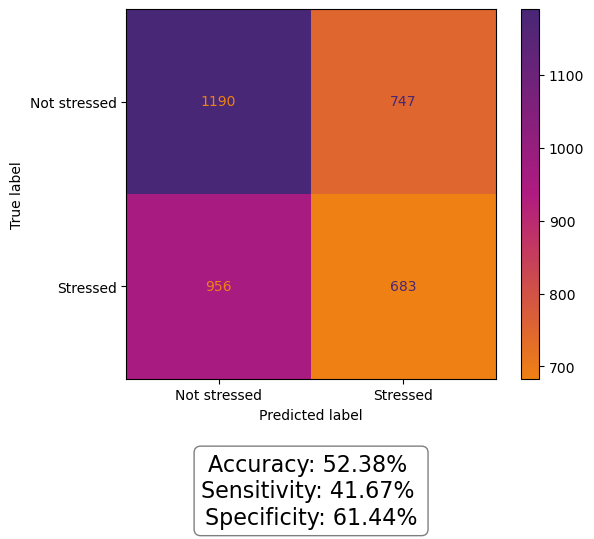 Not stressed
Stressed
True label
1190
747
956
683
Not stressed
Stressed
Predicted label
1100
1000
900
800
700
Accuracy: 52.38%
Sensitivity: 41.67%
Specificity: 61.44%